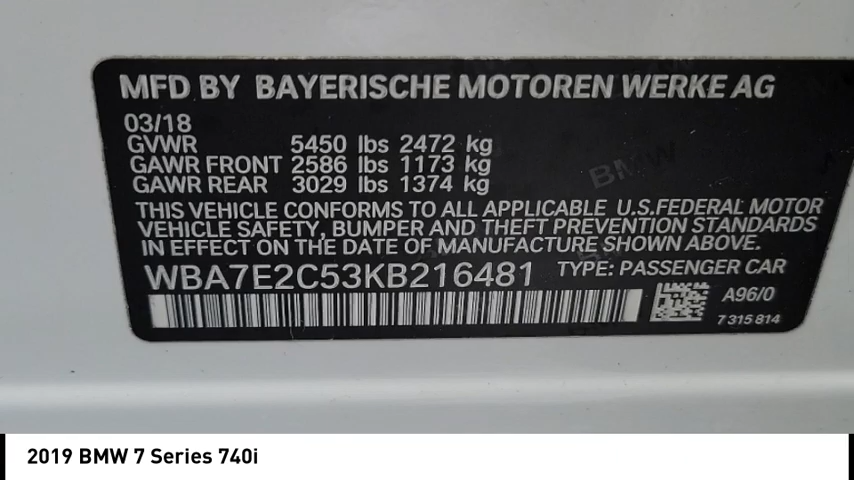 MFD BY BAYERISCHE MOTOREN WERKE AG
03/18
GVWR 5450 lbs 2472 kg
GAWR FRONT 2586 lbs 1173 kg
GAWR REAR 3029 lbs 1374 kg
THIS VEHICLE CONFORMS TO ALL APPLICABLE U.S.FEDERAL MOTOR
VEHICLE SAFETY, BUMPER AND THEFT PREVENTION STANDARDS
IN EFFECT ON THE DATE OF MANUFACTURE SHOWN ABOVE.
WBA7E2C53KB216481 TYPE: PASSENGER CAR
A96/0
7 315 814
BMW
2019 BMW 7 Series 740i